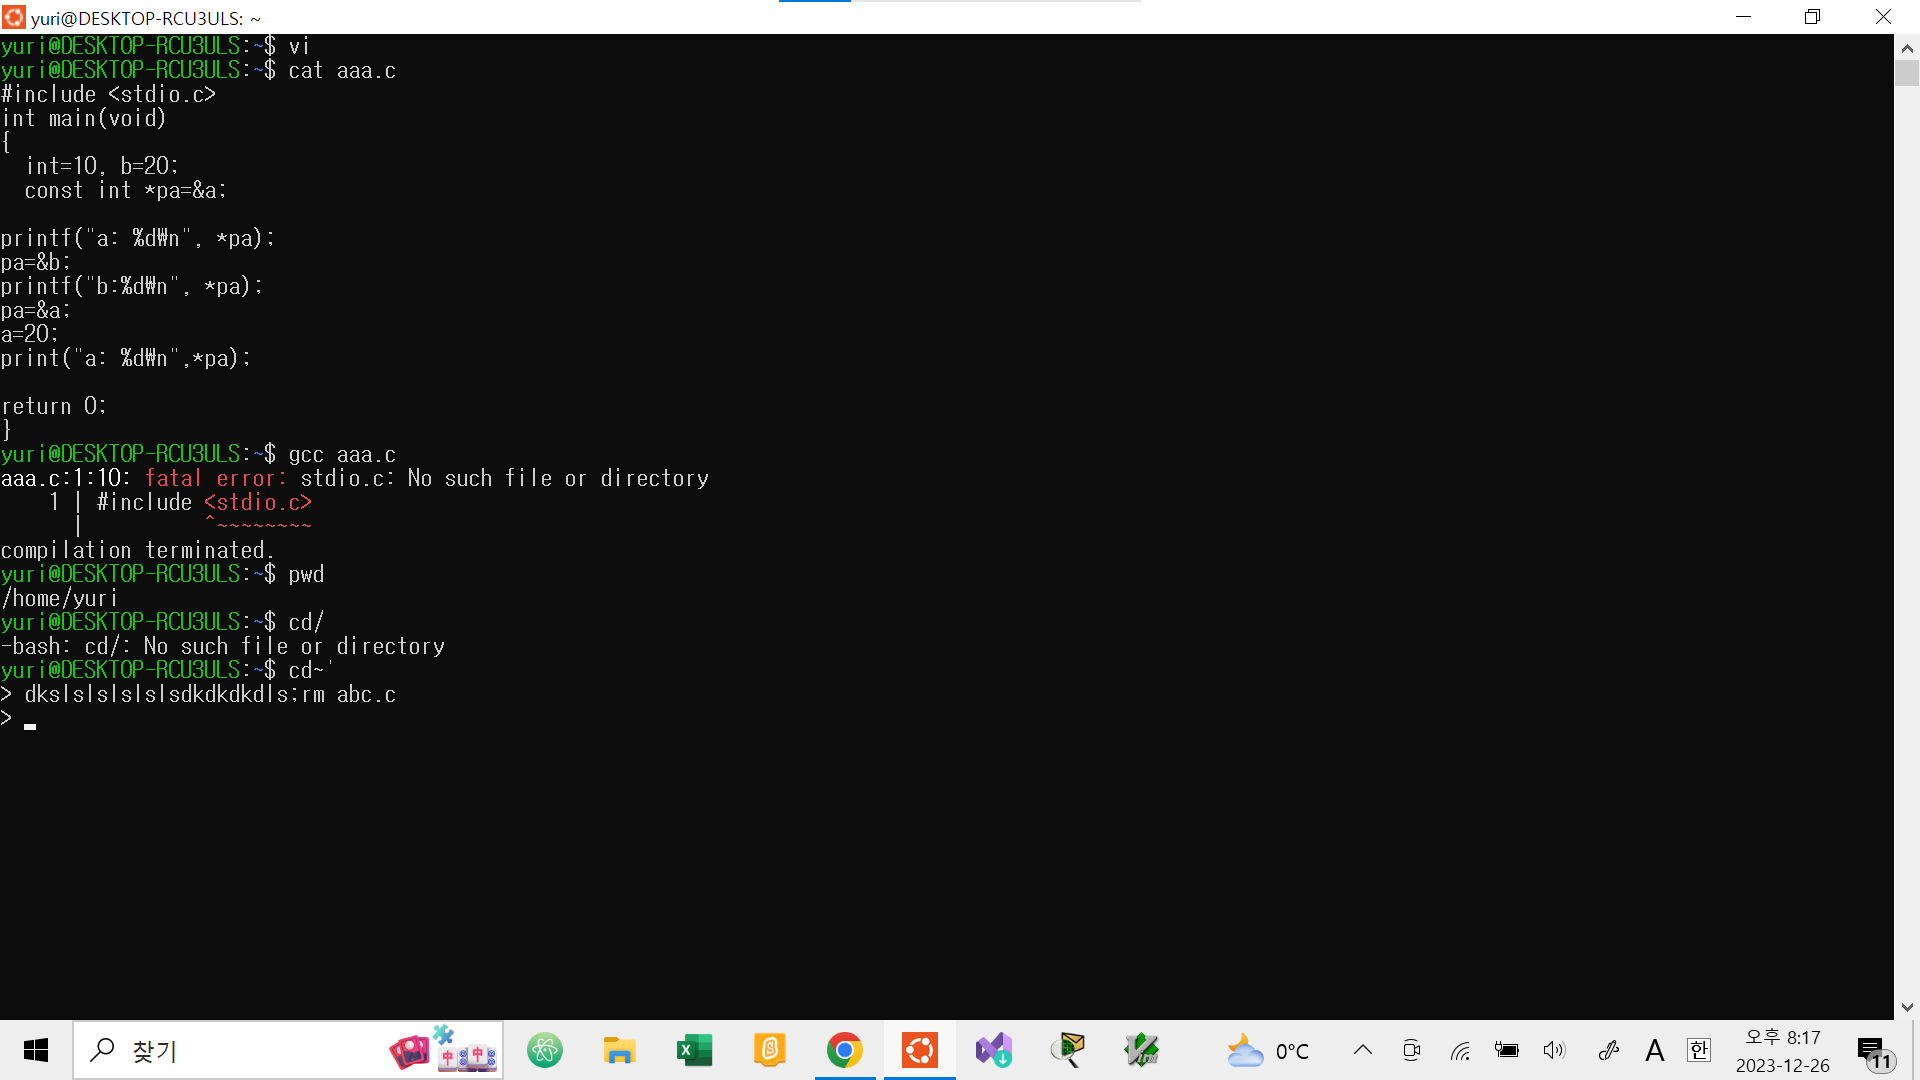 yuri@DESKTOP-RCU3ULS: ~
yuri@DESKTOP-RCU3ULS:~$ vi
yuri@DESKTOP-RCU3ULS:~$ cat aaa.c
#include <stdio.c>
int main(void)
{
  int=10, b=20;
  const int *pa=&a;
printf("a: %d₩n", *pa);
pa=&b;
printf("b:%d₩n", *pa);
pa=&a;
a=20;
print("a: %d₩n",*pa);
return 0;
}
yuri@DESKTOP-RCU3ULS:~$ gcc aaa.c
aaa.c:1:10: fatal error: stdio.c: No such file or directory
    1 | #include <stdio.c>
      |          ^~~~~~~~~
compilation terminated.
yuri@DESKTOP-RCU3ULS:~$ pwd
/home/yuri
yuri@DESKTOP-RCU3ULS:~$ cd/
-bash: cd/: No such file or directory
yuri@DESKTOP-RCU3ULS:~$ cd~'
> dkslslslslslsdkdkdkdls;rm abc.c
>
찾기
0°C
A
한
오후 8:17
2023-12-26
11